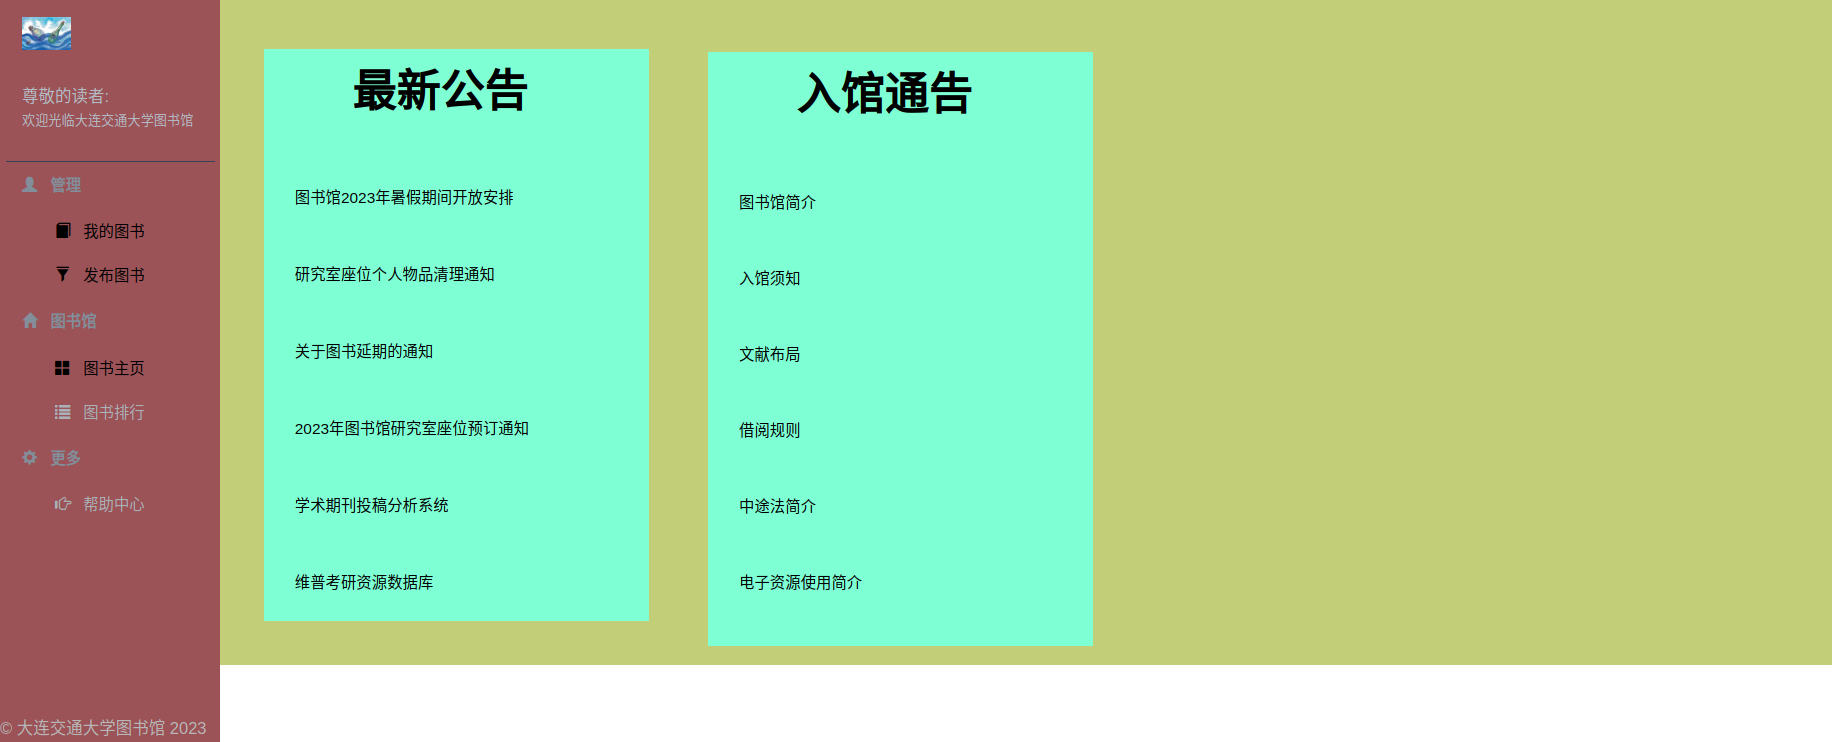 尊敬的读者:
欢迎光临大连交通大学图书馆
管理
我的图书
发布图书
图书馆
图书主页
图书排行
更多
帮助中心
© 大连交通大学图书馆 2023
最新公告
图书馆2023年暑假期间开放安排
研究室座位个人物品清理通知
关于图书延期的通知
2023年图书馆研究室座位预订通知
学术期刊投稿分析系统
维普考研资源数据库
入馆通告
图书馆简介
入馆须知
文献布局
借阅规则
中途法简介
电子资源使用简介